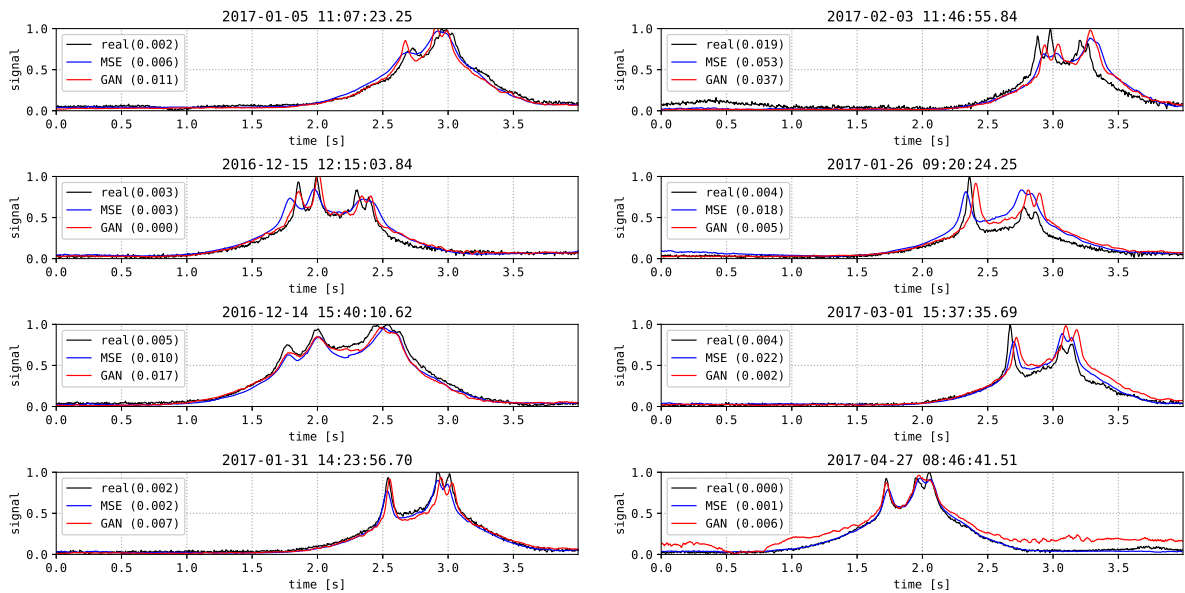 2017-01-05 11:07:23.25
signal
1.0
0.5
0.0
real(0.002)
MSE (0.006)
GAN (0.011)
0.0 0.5 1.0 1.5 2.0 2.5 3.0 3.5
time [s]
2017-02-03 11:46:55.84
signal
1.0
0.5
0.0
real(0.019)
MSE (0.053)
GAN (0.037)
0.0 0.5 1.0 1.5 2.0 2.5 3.0 3.5
time [s]
2016-12-15 12:15:03.84
signal
1.0
0.5
0.0
real(0.003)
MSE (0.003)
GAN (0.000)
0.0 0.5 1.0 1.5 2.0 2.5 3.0 3.5
time [s]
2017-01-26 09:20:24.25
signal
1.0
0.5
0.0
real(0.004)
MSE (0.018)
GAN (0.005)
0.0 0.5 1.0 1.5 2.0 2.5 3.0 3.5
time [s]
2016-12-14 15:40:10.62
signal
1.0
0.5
0.0
real(0.005)
MSE (0.010)
GAN (0.017)
0.0 0.5 1.0 1.5 2.0 2.5 3.0 3.5
time [s]
2017-03-01 15:37:35.69
signal
1.0
0.5
0.0
real(0.004)
MSE (0.022)
GAN (0.002)
0.0 0.5 1.0 1.5 2.0 2.5 3.0 3.5
time [s]
2017-01-31 14:23:56.70
signal
1.0
0.5
0.0
real(0.002)
MSE (0.002)
GAN (0.007)
0.0 0.5 1.0 1.5 2.0 2.5 3.0 3.5
time [s]
2017-04-27 08:46:41.51
signal
1.0
0.5
0.0
real(0.000)
MSE (0.001)
GAN (0.006)
0.0 0.5 1.0 1.5 2.0 2.5 3.0 3.5
time [s]